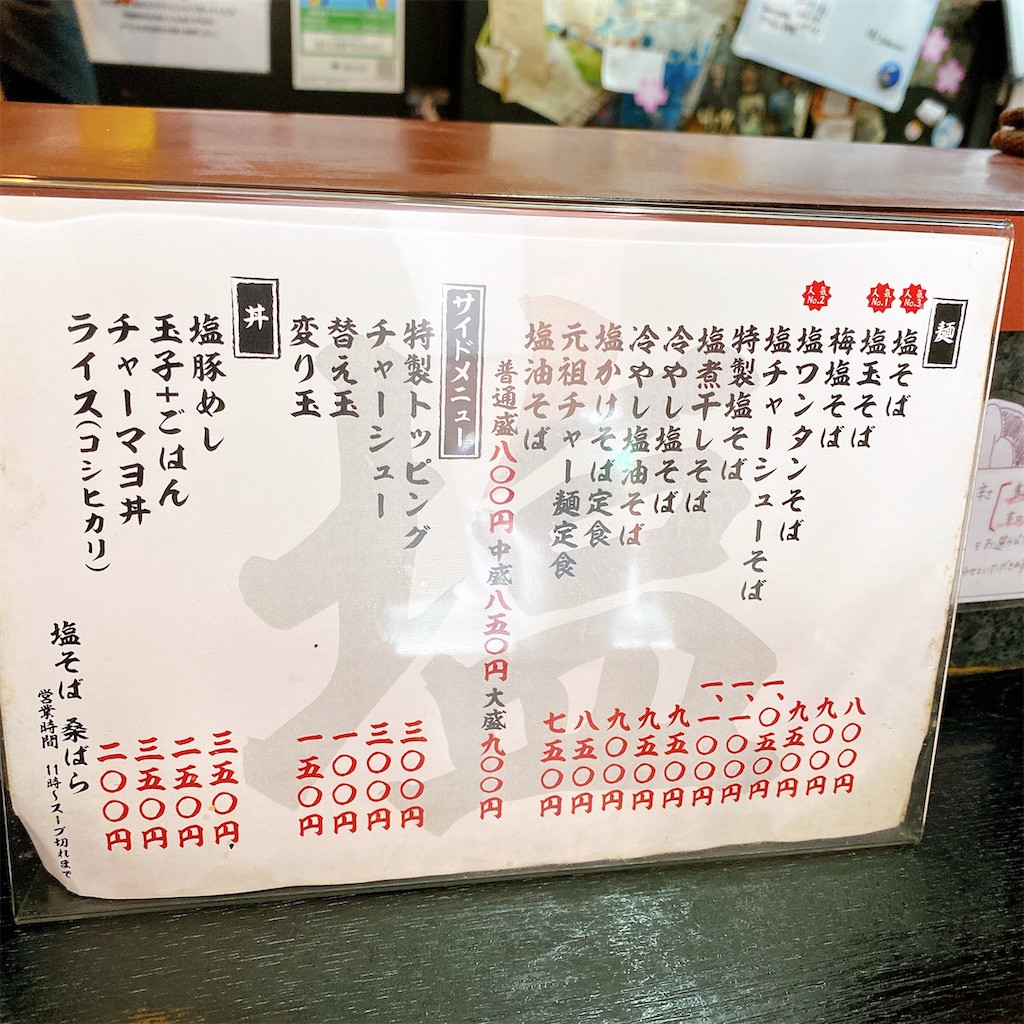 麺
人気No.3
塩そば 八〇〇円
人気No.1
塩玉そば 九〇〇円
梅塩そば 九五〇円
人気No.2
塩ワンタンそば 一、〇五〇円
塩チャーシューそば 一、一〇〇円
特製塩そば 一、一〇〇円
塩煮干しそば 九五〇円
冷やし塩そば 九五〇円
冷やし塩油そば 九〇〇円
塩かけそば定食 八五〇円
元祖チャー麺定食 七五〇円
塩油そば
普通盛八〇〇円 中盛八五〇円 大盛九〇〇円
サイドメニュー
特製トッピング 三〇〇円
チャーシュー 三〇〇円
替え玉 一〇〇円
変り玉 一五〇円
丼
塩豚めし 三五〇円
玉子+ごはん 二五〇円
チャーマヨ丼 三五〇円
ライス(コシヒカリ) 二〇〇円
塩そば 桑ばら
営業時間 11時〜スープ切れまで
塩